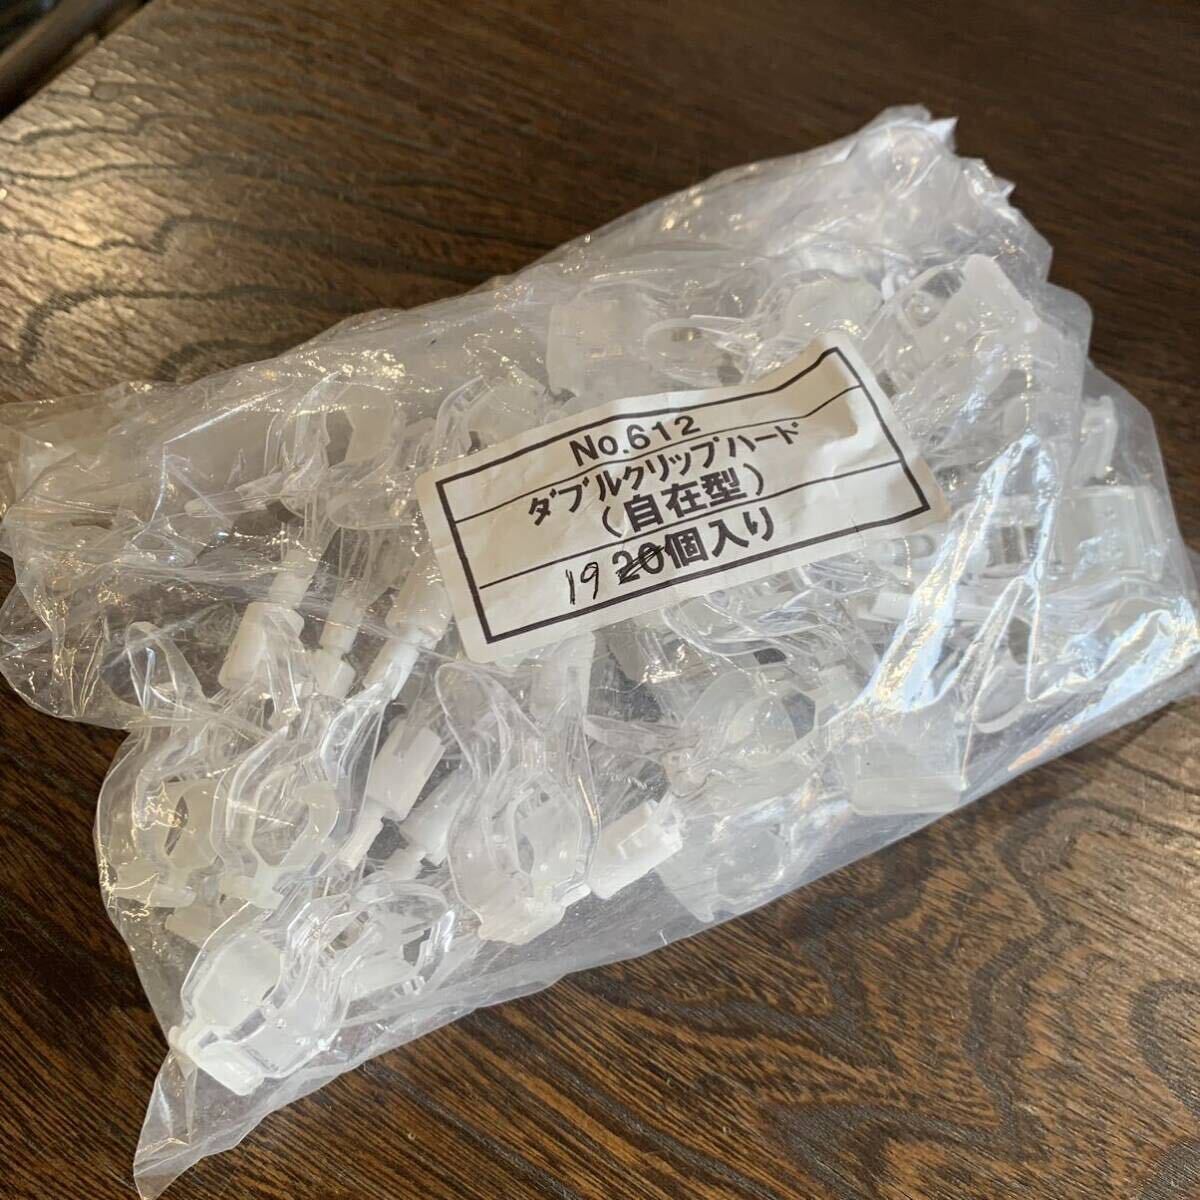 No.612
ダブルクリップハード
(自在型)
19 20個入り